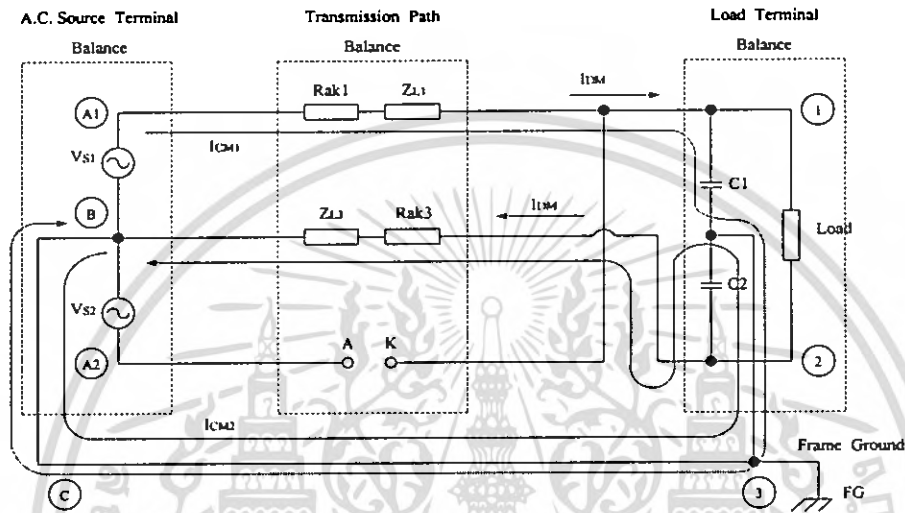 A.C. Source Terminal
Transmission Path
Load Terminal
Balance
Balance
Balance
IDM
A1
Rak1
ZL1
1
ICM1
VS1
C1
B
IDM
Load
ZL3
Rak3
C2
VS2
A
K
A2
2
ICM2
Frame Ground
C
3
FG